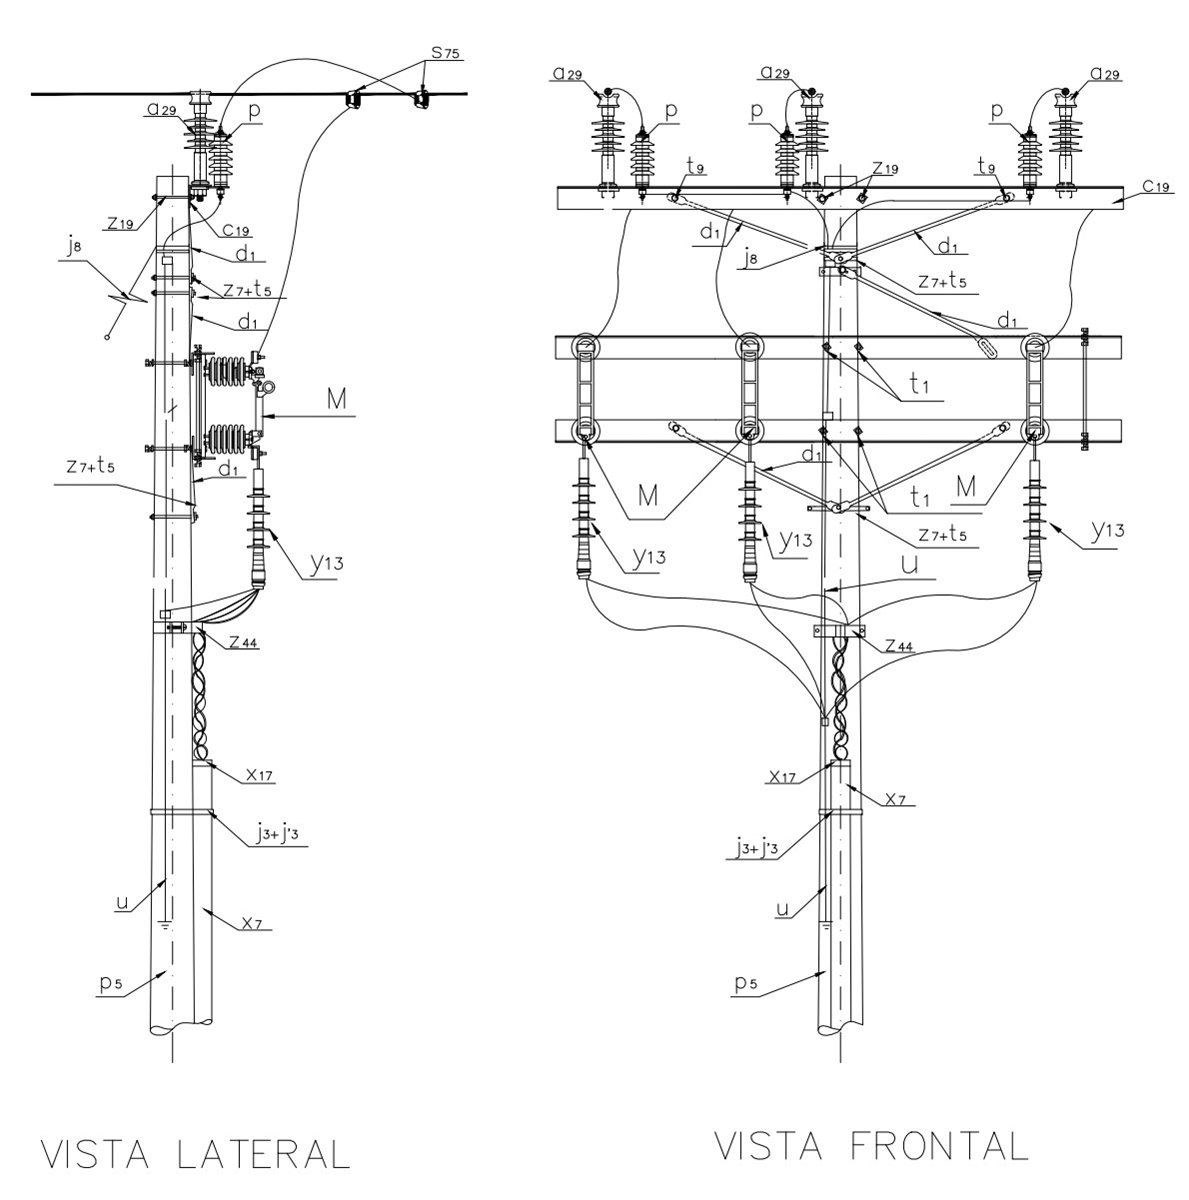 S75
a29
p
Z19
C19
j8
d1
Z7+t5
d1
M
Z7+t5
d1
y13
Z44
X17
j3+j'3
u
X7
p5
VISTA LATERAL
a29
a29
a29
p
p
p
t9
Z19
t9
C19
d1
d1
j8
Z7+t5
d1
t1
d1
M
M
t1
y13
y13
y13
Z7+t5
u
Z44
X17
X7
j3+j'3
u
p5
VISTA FRONTAL